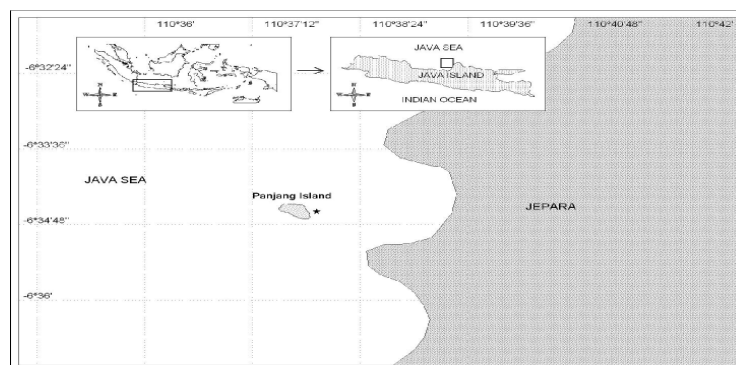 110°36' 110°37'12" 110°38'24" 110°39'36" 110°40'48" 110°42'
-6°32'24"
JAVA SEA
JAVA ISLAND
INDIAN OCEAN
-6°33'36"
JAVA SEA
Panjang Island
JEPARA
-6°34'48"
-6°36'